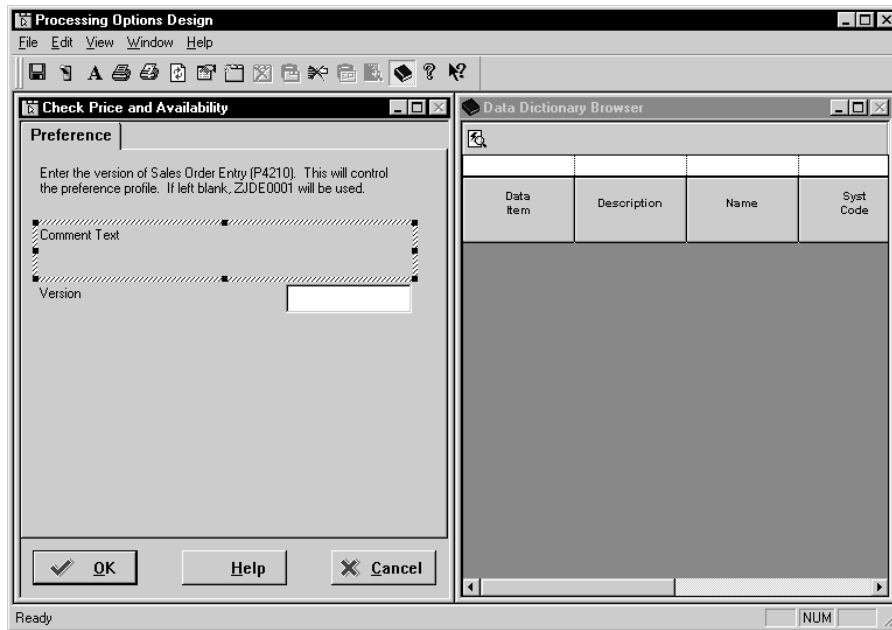 Processing Options Design
File Edit View Window Help
Check Price and Availability
Preference
Enter the version of Sales Order Entry (P4210). This will control
the preference profile. If left blank, ZJDE0001 will be used.
Comment Text
Version
OK Help Cancel
Data Dictionary Browser
Data
Item
Description
Name
Syst
Code
Ready
NUM